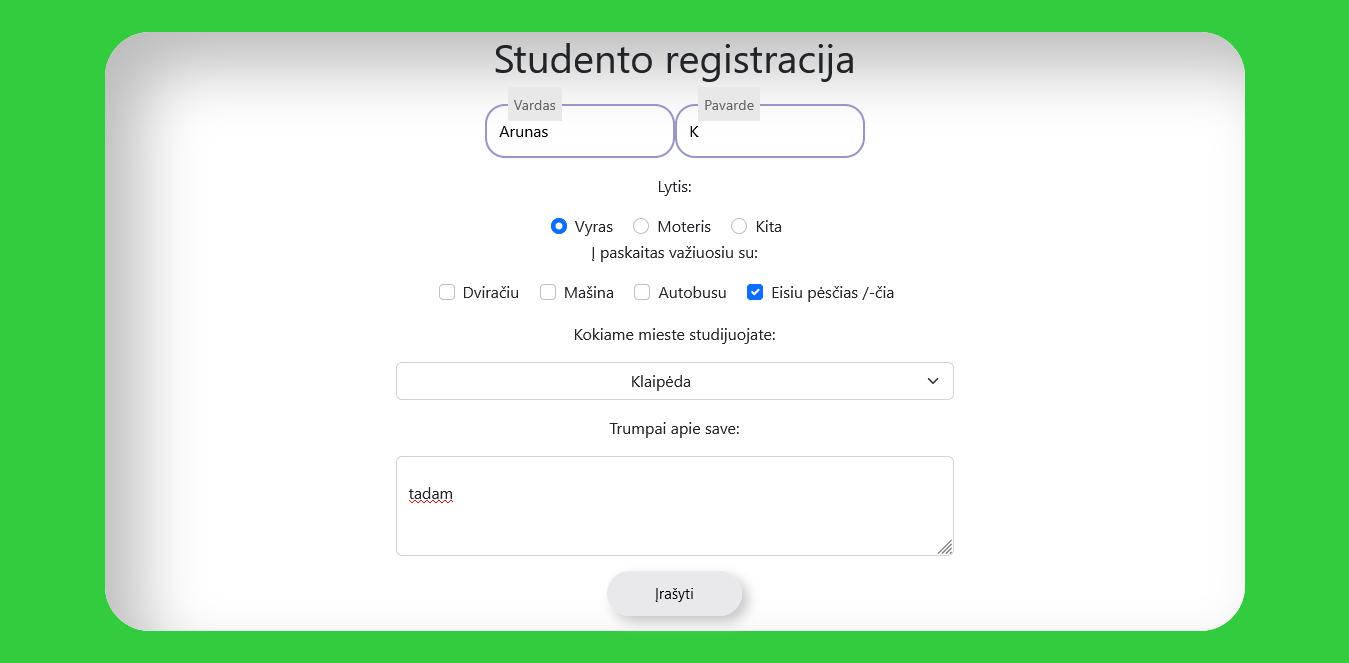 Studento registracija
Vardas Pavarde
Arunas K
Lytis:
Vyras Moteris Kita
Į paskaitas važiuosiu su:
Dviračiu Mašina Autobusu Eisiu pėsčias /-čia
Kokiame mieste studijuojate:
Klaipėda
Trumpai apie save:
tadam
Įrašyti